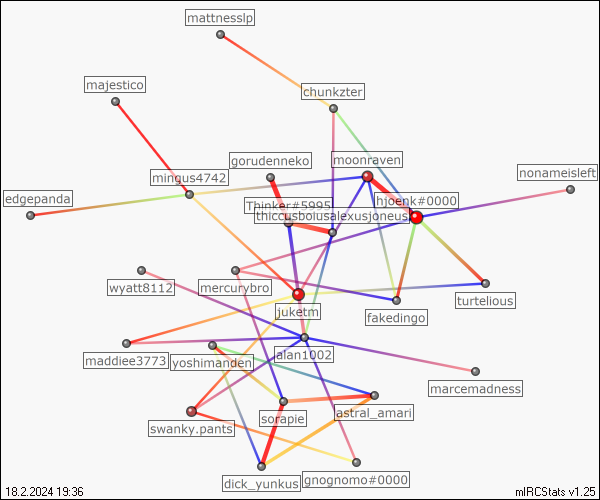 mattnesslp
majestico
chunkzter
gorudenneko
moonraven
mingus4742
nonameisleft
edgepanda
hjoenk#0000
Thinker#5995
thiccusboiusalexusjoneus
wyatt8112
mercurybro
turtelious
juketm
fakedingo
maddiee3773
yoshimanden
alan1002
marcemadness
swanky.pants
sorapie
astral_amari
dick_yunkus
gnognomo#0000
18.2.2024 19:36
mIRCStats v1.25